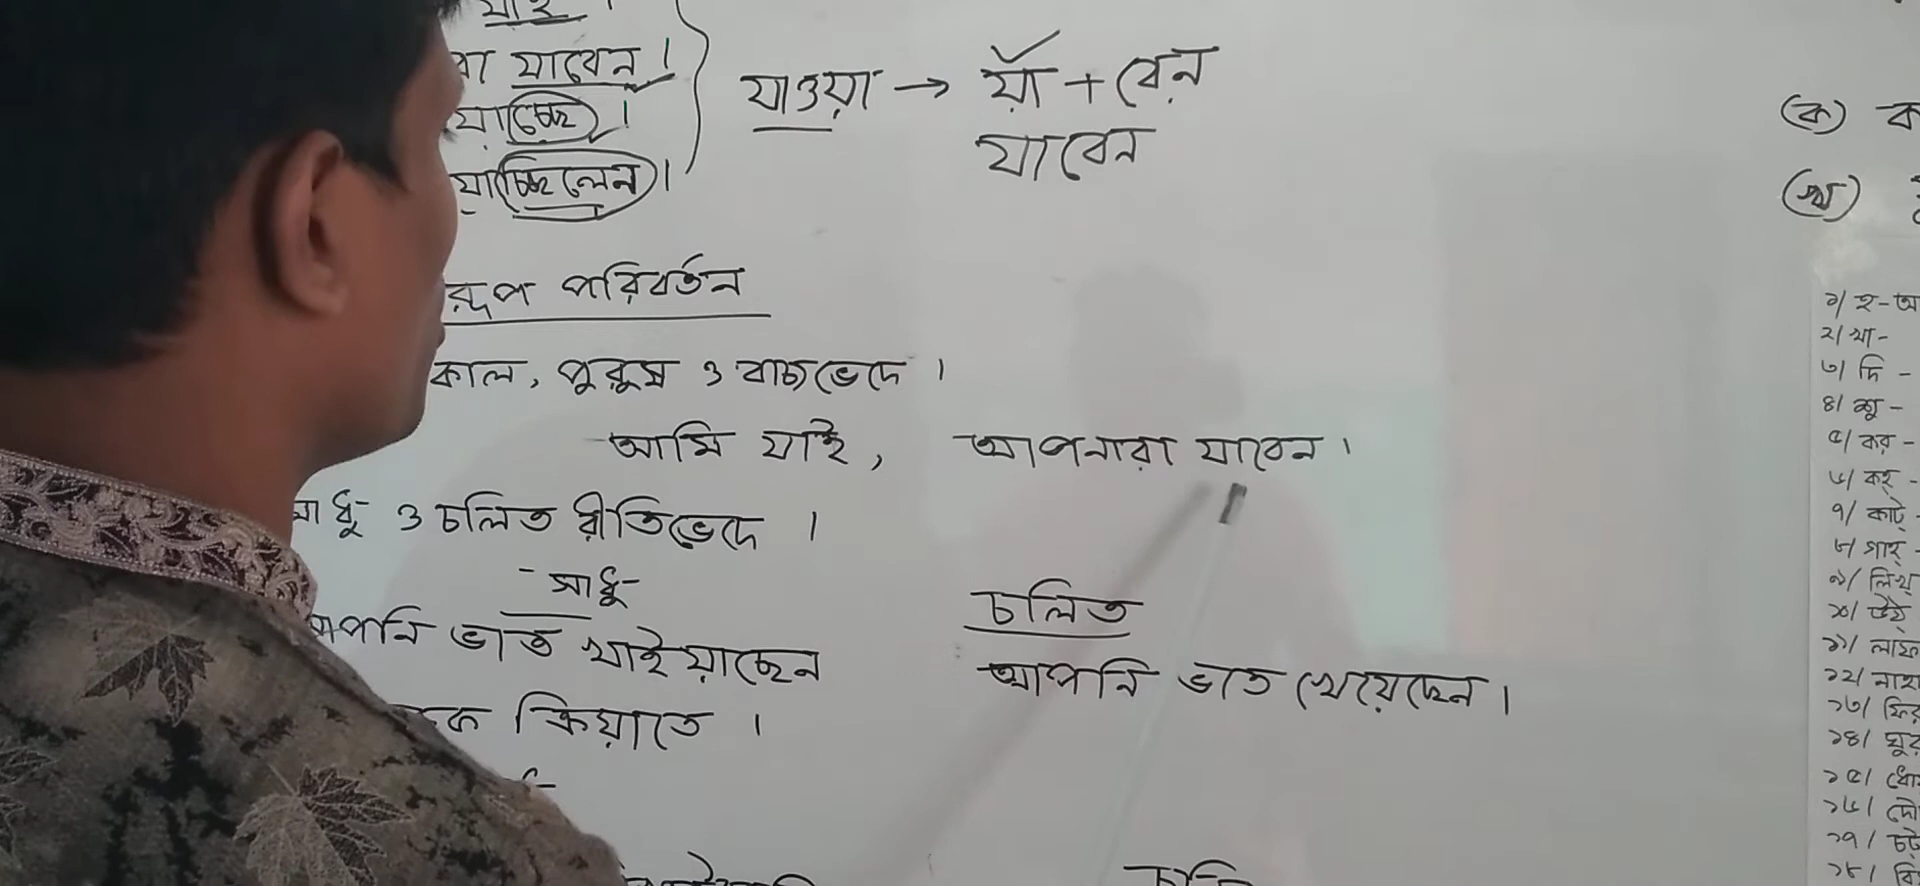 যাই ।
যাবেন ।
যাচ্ছে ।
যাচ্ছিলেন ।
যাওয়া → যা + বেন
যাবেন
রূপ পরিবর্তন
কাল, পুরুষ ও বাচ্যভেদে ।
আমি যাই, আপনারা যাবেন ।
সাধু ও চলিত রীতিভেদে ।
সাধু
চলিত
আপনি ভাত খাইয়াছেন
আপনি ভাত খেয়েছেন ।
ক্রিয়াতে ।
(ক)
(খ)
১/ হ-
২/ খা-
৩/ দি -
৪/ শু -
৫/ কর -
৬/ কহ্ -
৭/ কাট্ -
৮/ গাহ্ -
৯/ লিখ্
১০/ উঠ্
১১/ লাফা
১২/ নাহা
১৩/ ফির
১৪/ ঘুর
১৫/ ধোয়া
১৬/ দৌ
১৭/ চট্
১৮/ বি